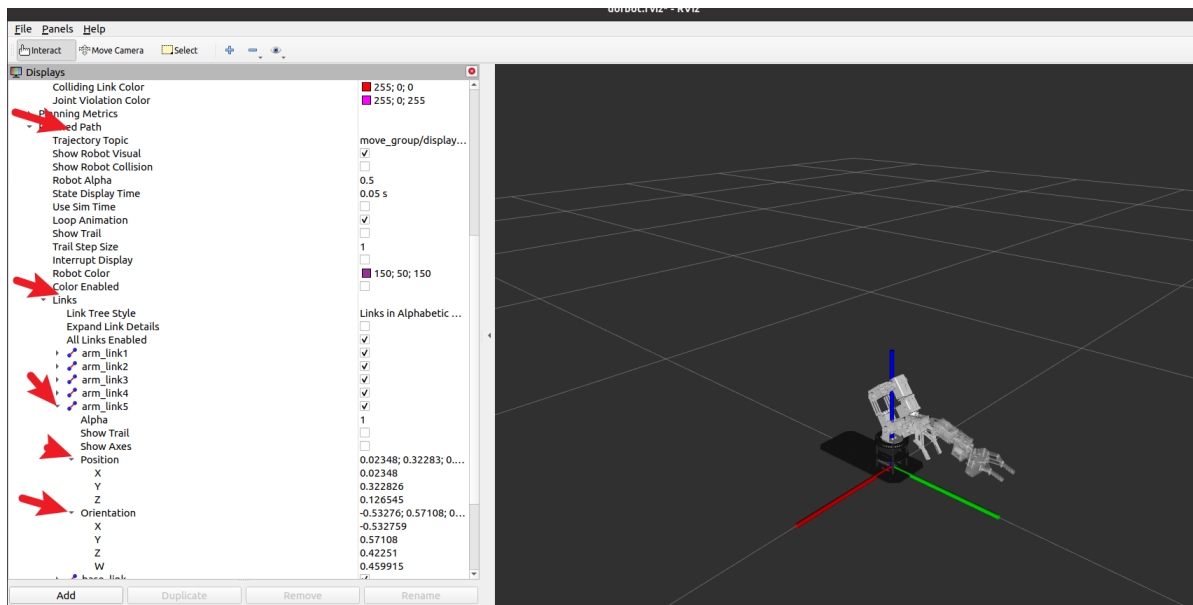 dofbot.rviz* - RViz
File Panels Help
Interact Move Camera Select
Displays
Colliding Link Color 255; 0; 0
Joint Violation Color 255; 0; 255
Planning Metrics
ed Path
Trajectory Topic move_group/display...
Show Robot Visual
Show Robot Collision
Robot Alpha 0.5
State Display Time 0.05 s
Use Sim Time
Loop Animation
Show Trail
Trail Step Size 1
Interrupt Display
Robot Color 150; 50; 150
Color Enabled
Links
Link Tree Style Links in Alphabetic ...
Expand Link Details
All Links Enabled
arm_link1
arm_link2
arm_link3
arm_link4
arm_link5
Alpha 1
Show Trail
Show Axes
Position 0.02348; 0.32283; 0....
X 0.02348
Y 0.322826
Z 0.126545
Orientation -0.53276; 0.57108; 0...
X -0.532759
Y 0.57108
Z 0.42251
W 0.459915
base_link
Add Duplicate Remove Rename